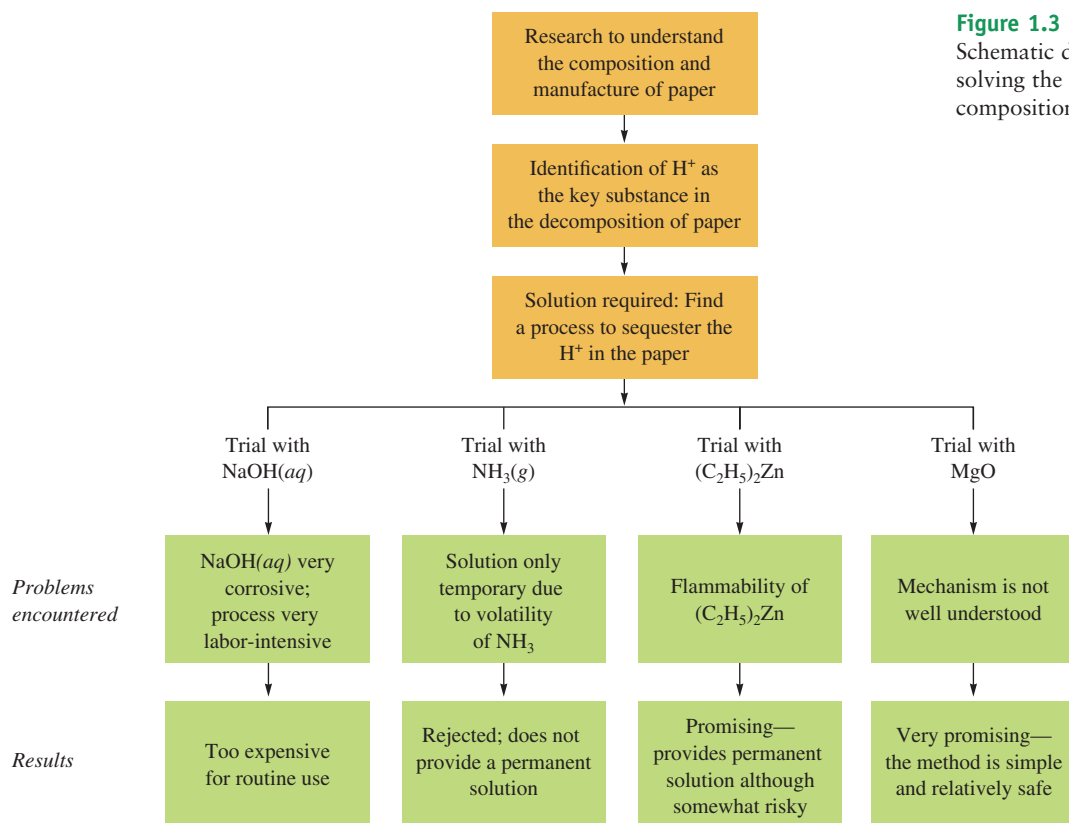 Figure 1.3
Schematic d
solving the
composition
Research to understand
the composition and
manufacture of paper
Identification of H⁺ as
the key substance in
the decomposition of paper
Solution required: Find
a process to sequester the
H⁺ in the paper
Trial with
NaOH(aq)
Trial with
NH₃(g)
Trial with
(C₂H₅)₂Zn
Trial with
MgO
Problems
encountered
NaOH(aq) very
corrosive;
process very
labor-intensive
Solution only
temporary due
to volatility
of NH₃
Flammability of
(C₂H₅)₂Zn
Mechanism is not
well understood
Results
Too expensive
for routine use
Rejected; does not
provide a permanent
solution
Promising—
provides permanent
solution although
somewhat risky
Very promising—
the method is simple
and relatively safe